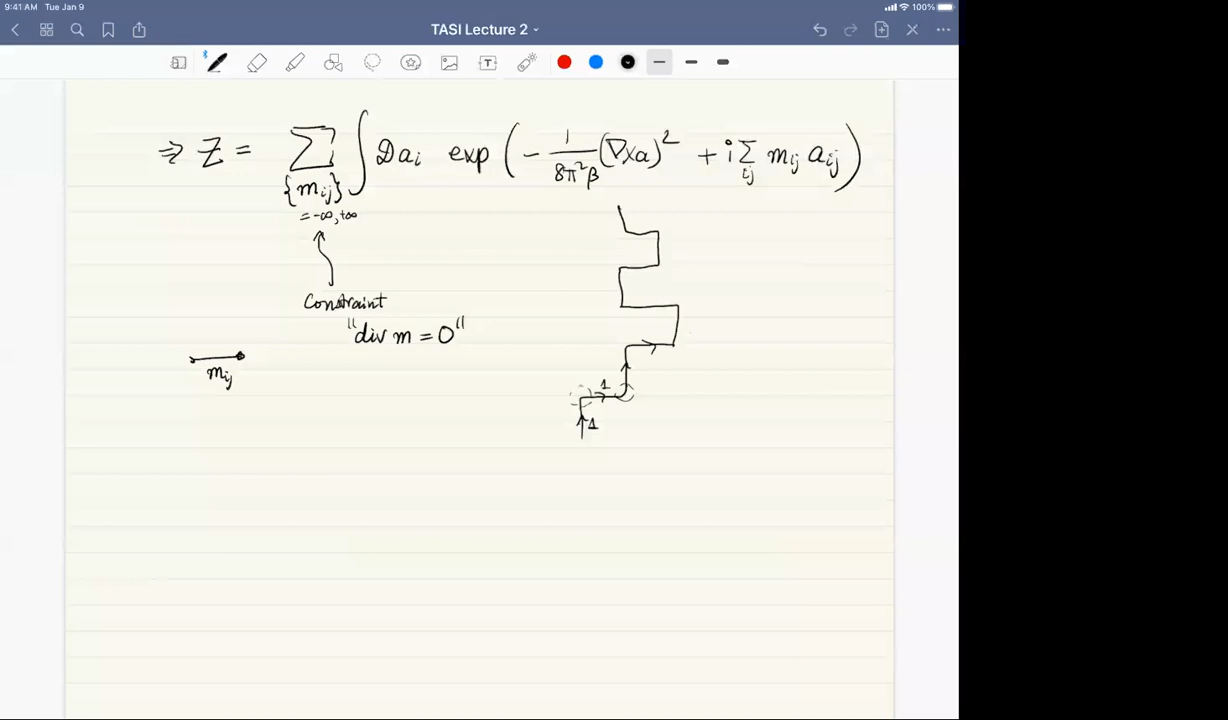 9:41 AM Tue Jan 9
100%
TASI Lecture 2
⇒ Z = ∑ ∫ Da_i exp ( - 1/(8π²β) (∇×a)² + i ∑_{ij} m_ij a_ij )
{m_ij}
= -∞, +∞
Constraint
"div m = 0"
m_ij
1
1